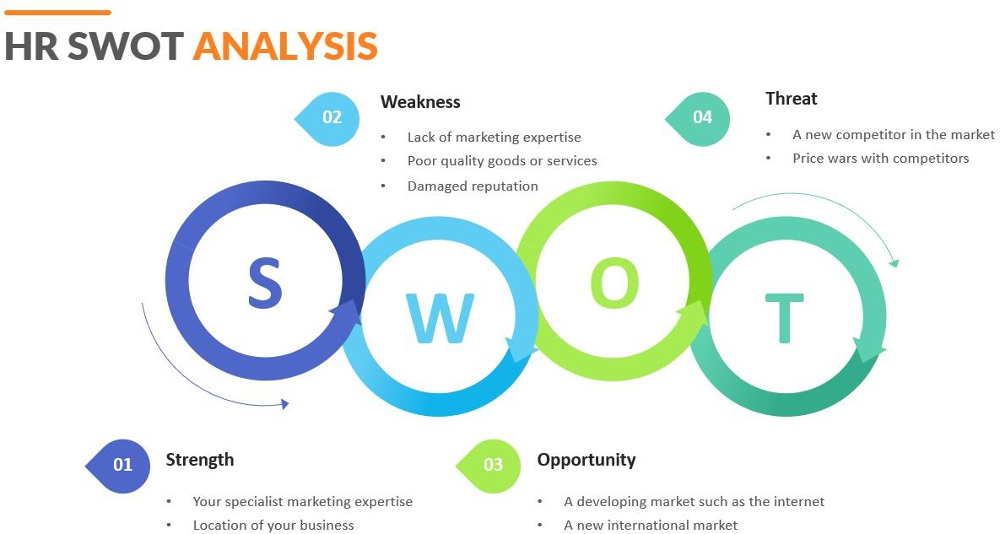 HR SWOT ANALYSIS
02
Weakness
• Lack of marketing expertise
• Poor quality goods or services
• Damaged reputation
04
Threat
• A new competitor in the market
• Price wars with competitors
S
W
O
T
01
Strength
• Your specialist marketing expertise
• Location of your business
03
Opportunity
• A developing market such as the internet
• A new international market